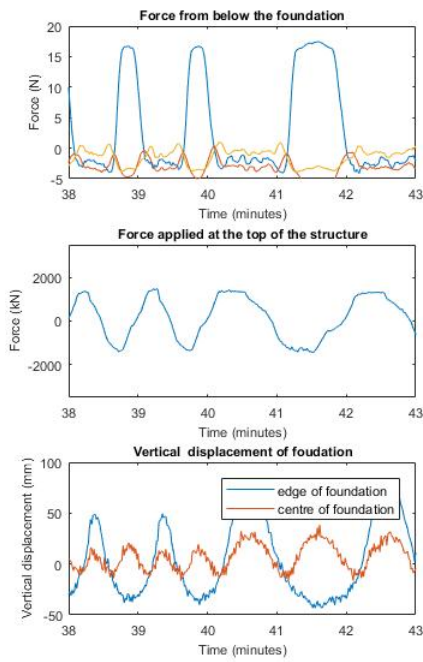 Force from below the foundation
Force (N)
20
15
10
5
0
-5
38 39 40 41 42 43
Time (minutes)
Force applied at the top of the structure
Force (kN)
2000
0
-2000
38 39 40 41 42 43
Time (minutes)
Vertical displacement of foudation
Vertical displacement (mm)
100
50
0
-50
edge of foundation
centre of foundation
38 39 40 41 42 43
Time (minutes)